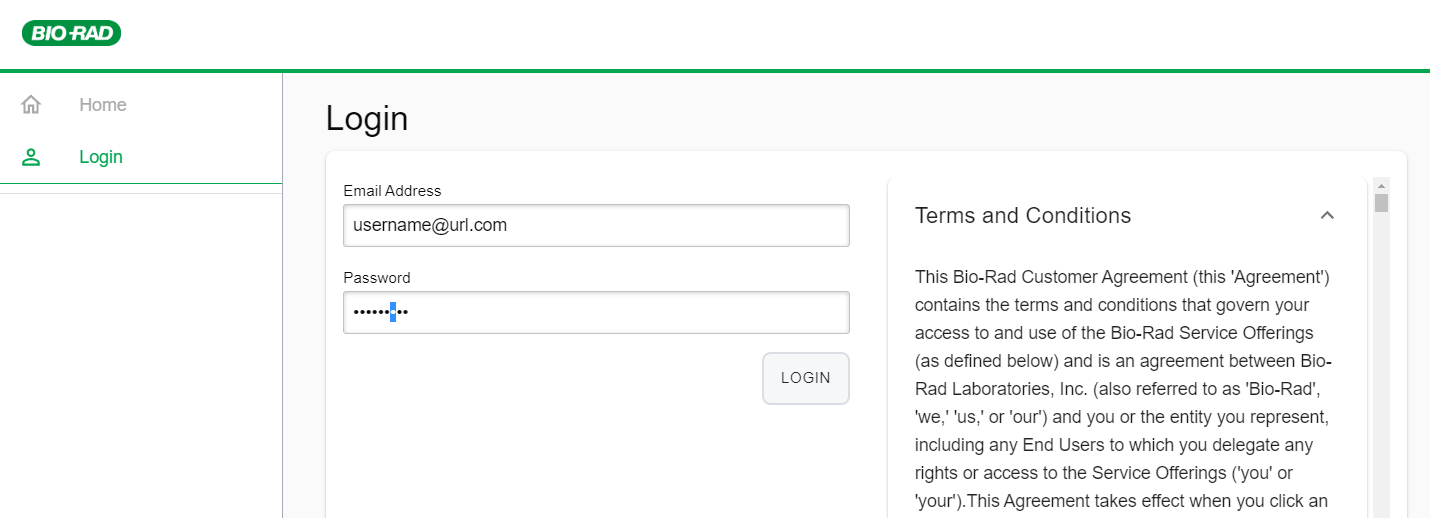 BIO-RAD
Home
Login
Login
Email Address
username@url.com
Password
•••••••••
LOGIN
Terms and Conditions
This Bio-Rad Customer Agreement (this 'Agreement')
contains the terms and conditions that govern your
access to and use of the Bio-Rad Service Offerings
(as defined below) and is an agreement between Bio-
Rad Laboratories, Inc. (also referred to as 'Bio-Rad',
'we,' 'us,' or 'our') and you or the entity you represent,
including any End Users to which you delegate any
rights or access to the Service Offerings ('you' or
'your').This Agreement takes effect when you click an